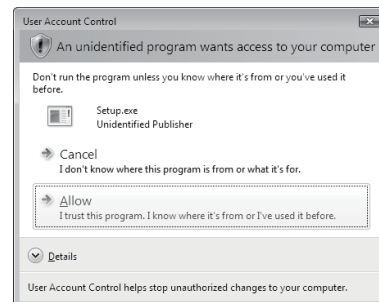 User Account Control
An unidentified program wants access to your computer
Don't run the program unless you know where it's from or you've used it
before.
Setup.exe
Unidentified Publisher
Cancel
I don't know where this program is from or what it's for.
Allow
I trust this program. I know where it's from or I've used it before.
Details
User Account Control helps stop unauthorized changes to your computer.